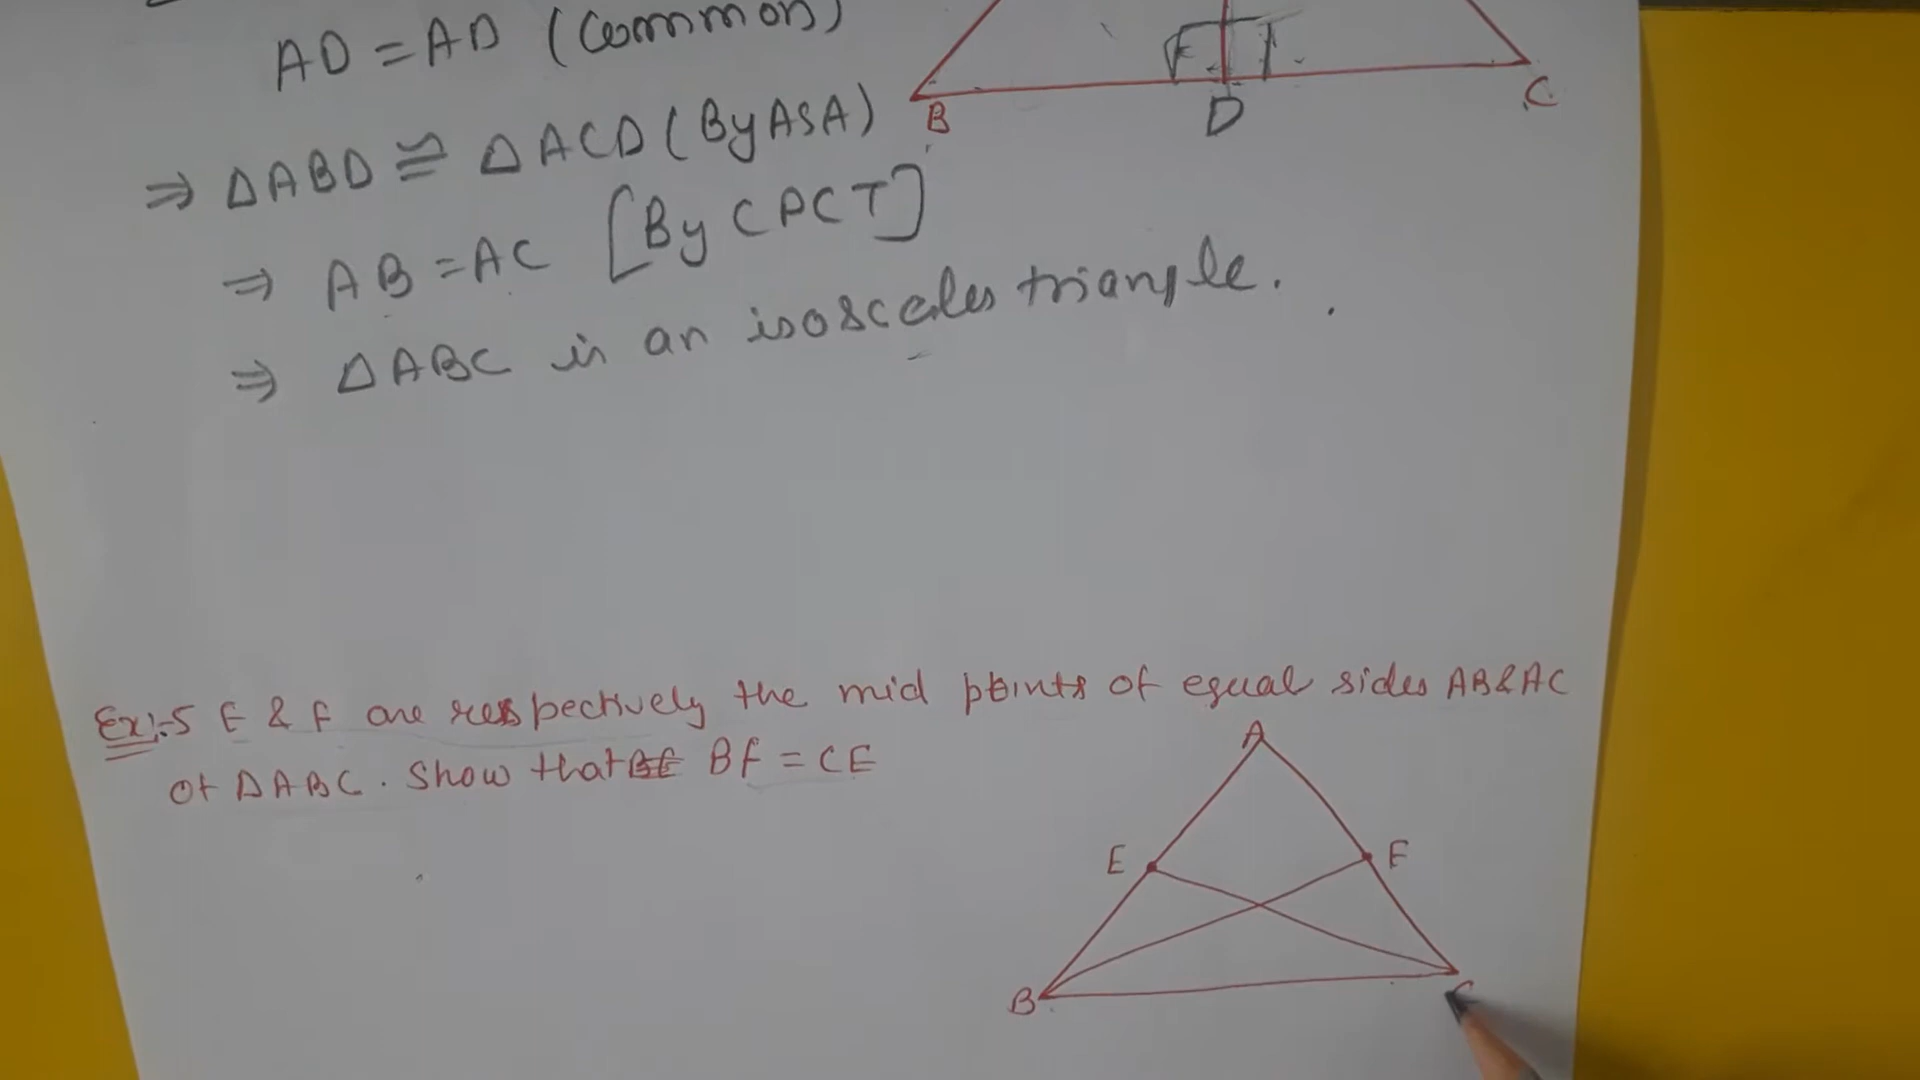 AD = AD (Common)
⇒ ΔABD ≅ ΔACD (By ASA)
⇒ AB = AC [By CPCT]
⇒ ΔABC is an isoscales triangle.
B
D
C
Ex:-5 E & F are respectively the mid points of equal sides AB & AC
of ΔABC. Show that BF = CE
A
E
F
B
C